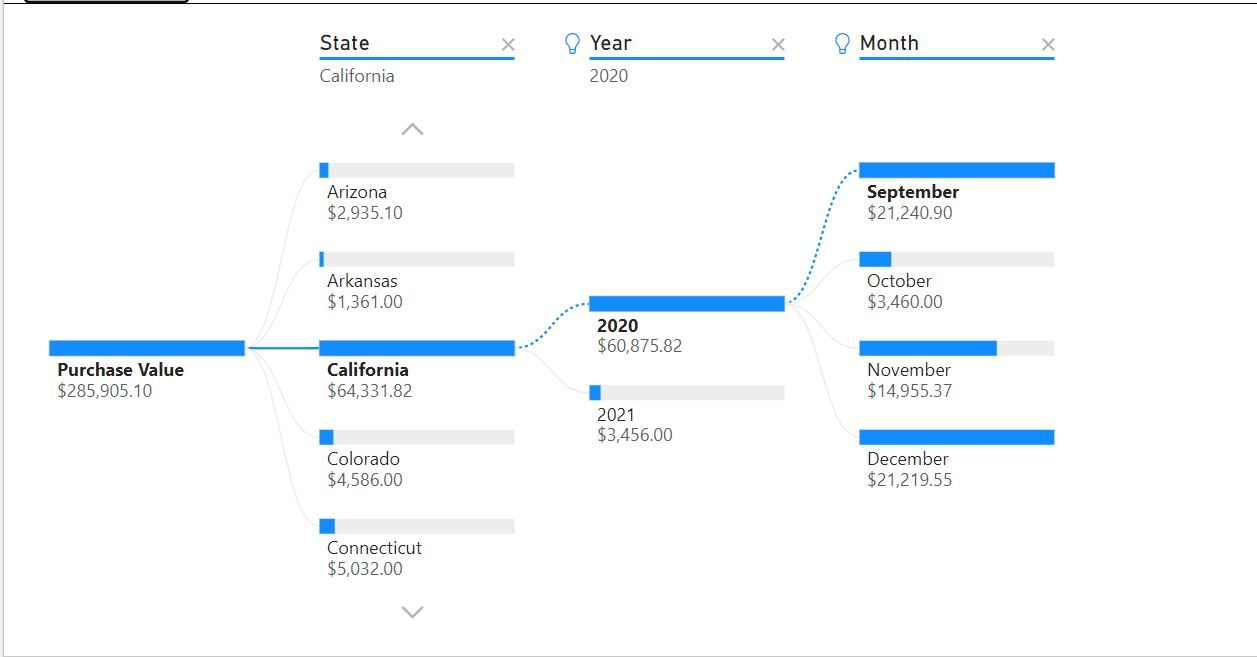 State
Year
Month
California
2020
Arizona
$2,935.10
Arkansas
$1,361.00
Purchase Value
$285,905.10
California
$64,331.82
Colorado
$4,586.00
Connecticut
$5,032.00
2020
$60,875.82
2021
$3,456.00
September
$21,240.90
October
$3,460.00
November
$14,955.37
December
$21,219.55